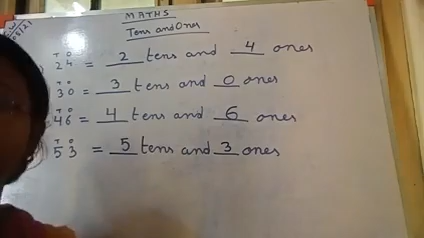 MATHS
Tens and Ones
T O
24 = 2 tens and 4 ones
T O
30 = 3 tens and 0 ones
T O
46 = 4 tens and 6 ones
T O
53 = 5 tens and 3 ones